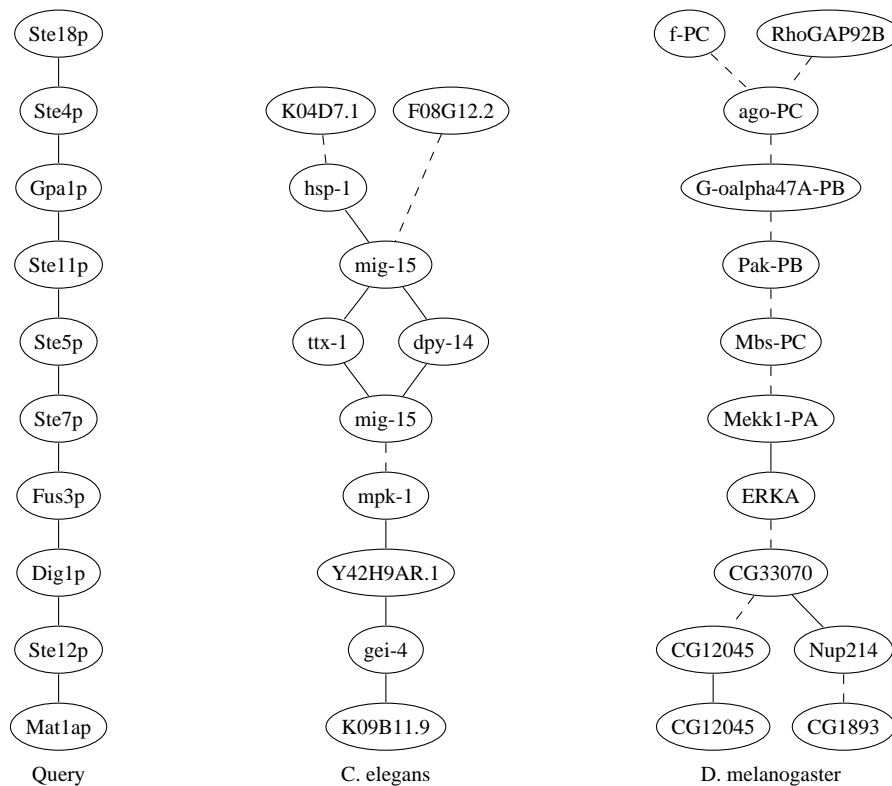 Ste18p f-PC RhoGAP92B
Ste4p K04D7.1 F08G12.2 ago-PC
Gpa1p hsp-1 G-oalpha47A-PB
Ste11p mig-15 Pak-PB
Ste5p ttx-1 dpy-14 Mbs-PC
Ste7p mig-15 Mekk1-PA
Fus3p mpk-1 ERKA
Dig1p Y42H9AR.1 CG33070
Ste12p gei-4 CG12045 Nup214
Mat1ap K09B11.9 CG12045 CG1893
Query C. elegans D. melanogaster